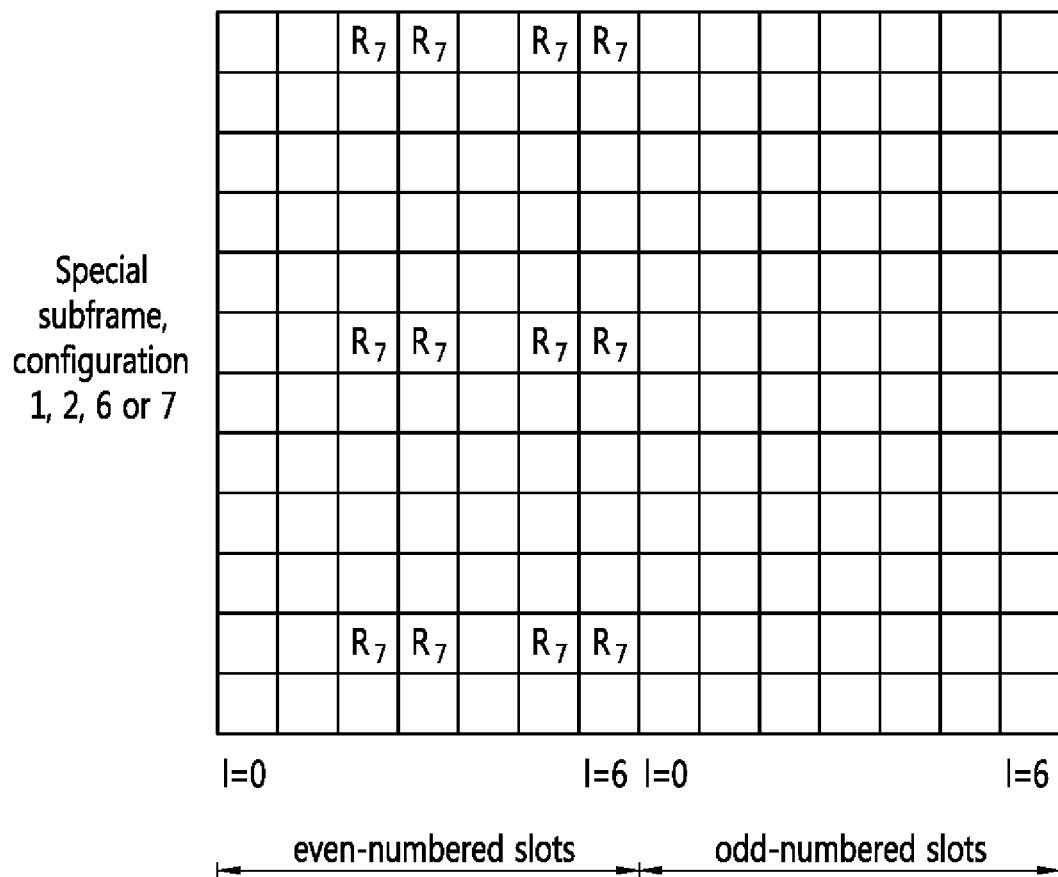 R7 R7 R7 R7
Special
subframe,
configuration
1, 2, 6 or 7
R7 R7 R7 R7
R7 R7 R7 R7
l=0 l=6 l=0 l=6
even-numbered slots odd-numbered slots